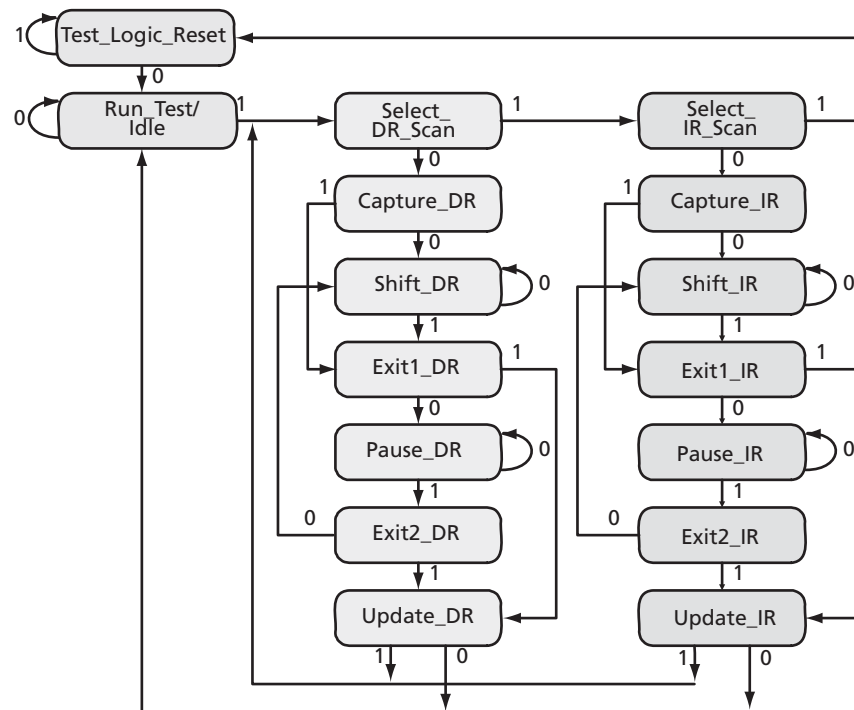 1
Test_Logic_Reset
0
0
Run_Test/
Idle
1
Select_
DR_Scan
1
Select_
IR_Scan
1
0
0
1
Capture_DR
1
Capture_IR
0
0
Shift_DR
0
Shift_IR
0
1
1
Exit1_DR
1
Exit1_IR
1
0
0
Pause_DR
0
Pause_IR
0
1
1
0
Exit2_DR
0
Exit2_IR
1
1
Update_DR
Update_IR
1
0
1
0